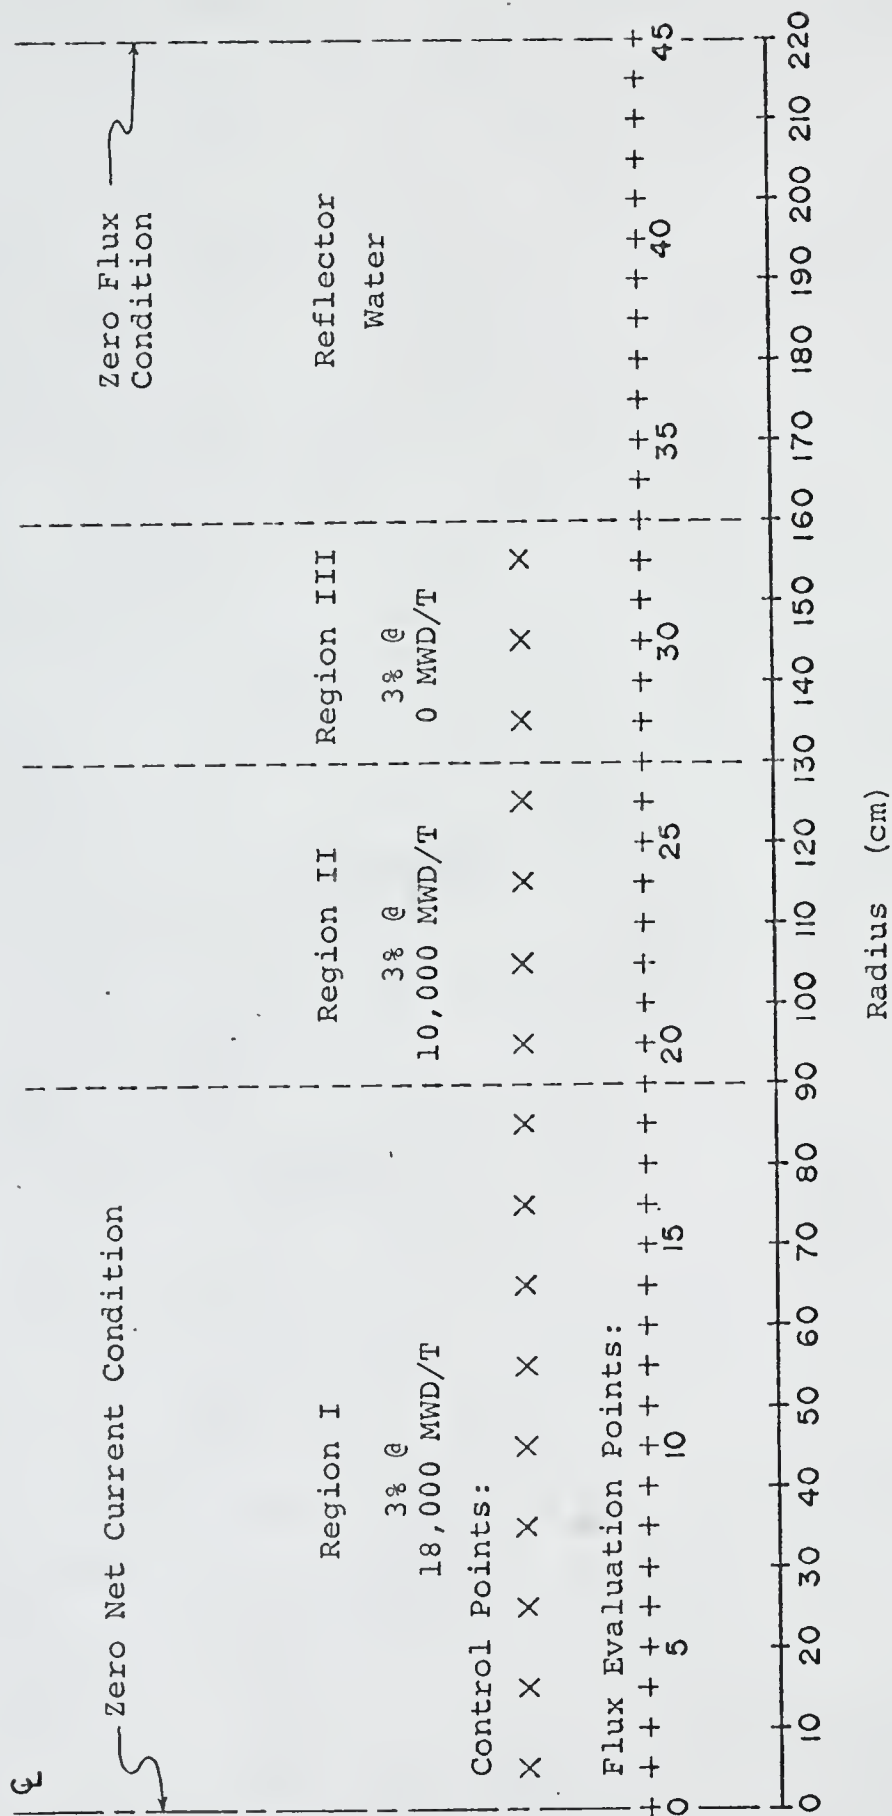 ℄
Zero Net Current Condition
Zero Flux
Condition
Region I
3% @
18,000 MWD/T
Region II
3% @
10,000 MWD/T
Region III
3% @
0 MWD/T
Reflector
Water
Control Points:
Flux Evaluation Points:
0 5 10 15 20 25 30 35 40 45
0 10 20 30 40 50 60 70 80 90 100 110 120 130 140 150 160 170 180 190 200 210 220
Radius (cm)